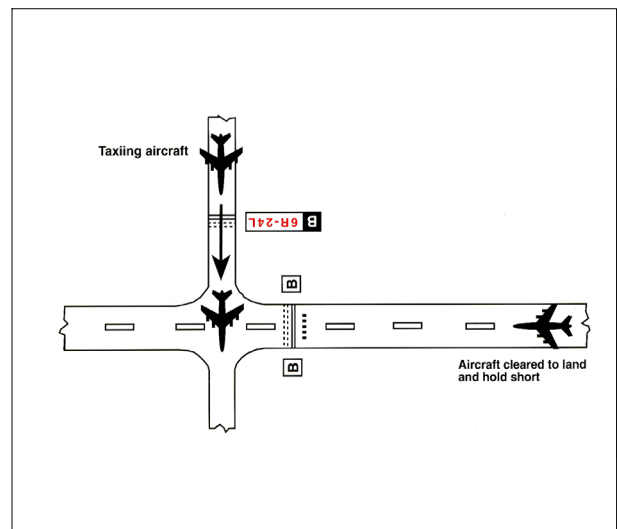 Taxiing aircraft
B 6R-24L
B
B
Aircraft cleared to land
and hold short